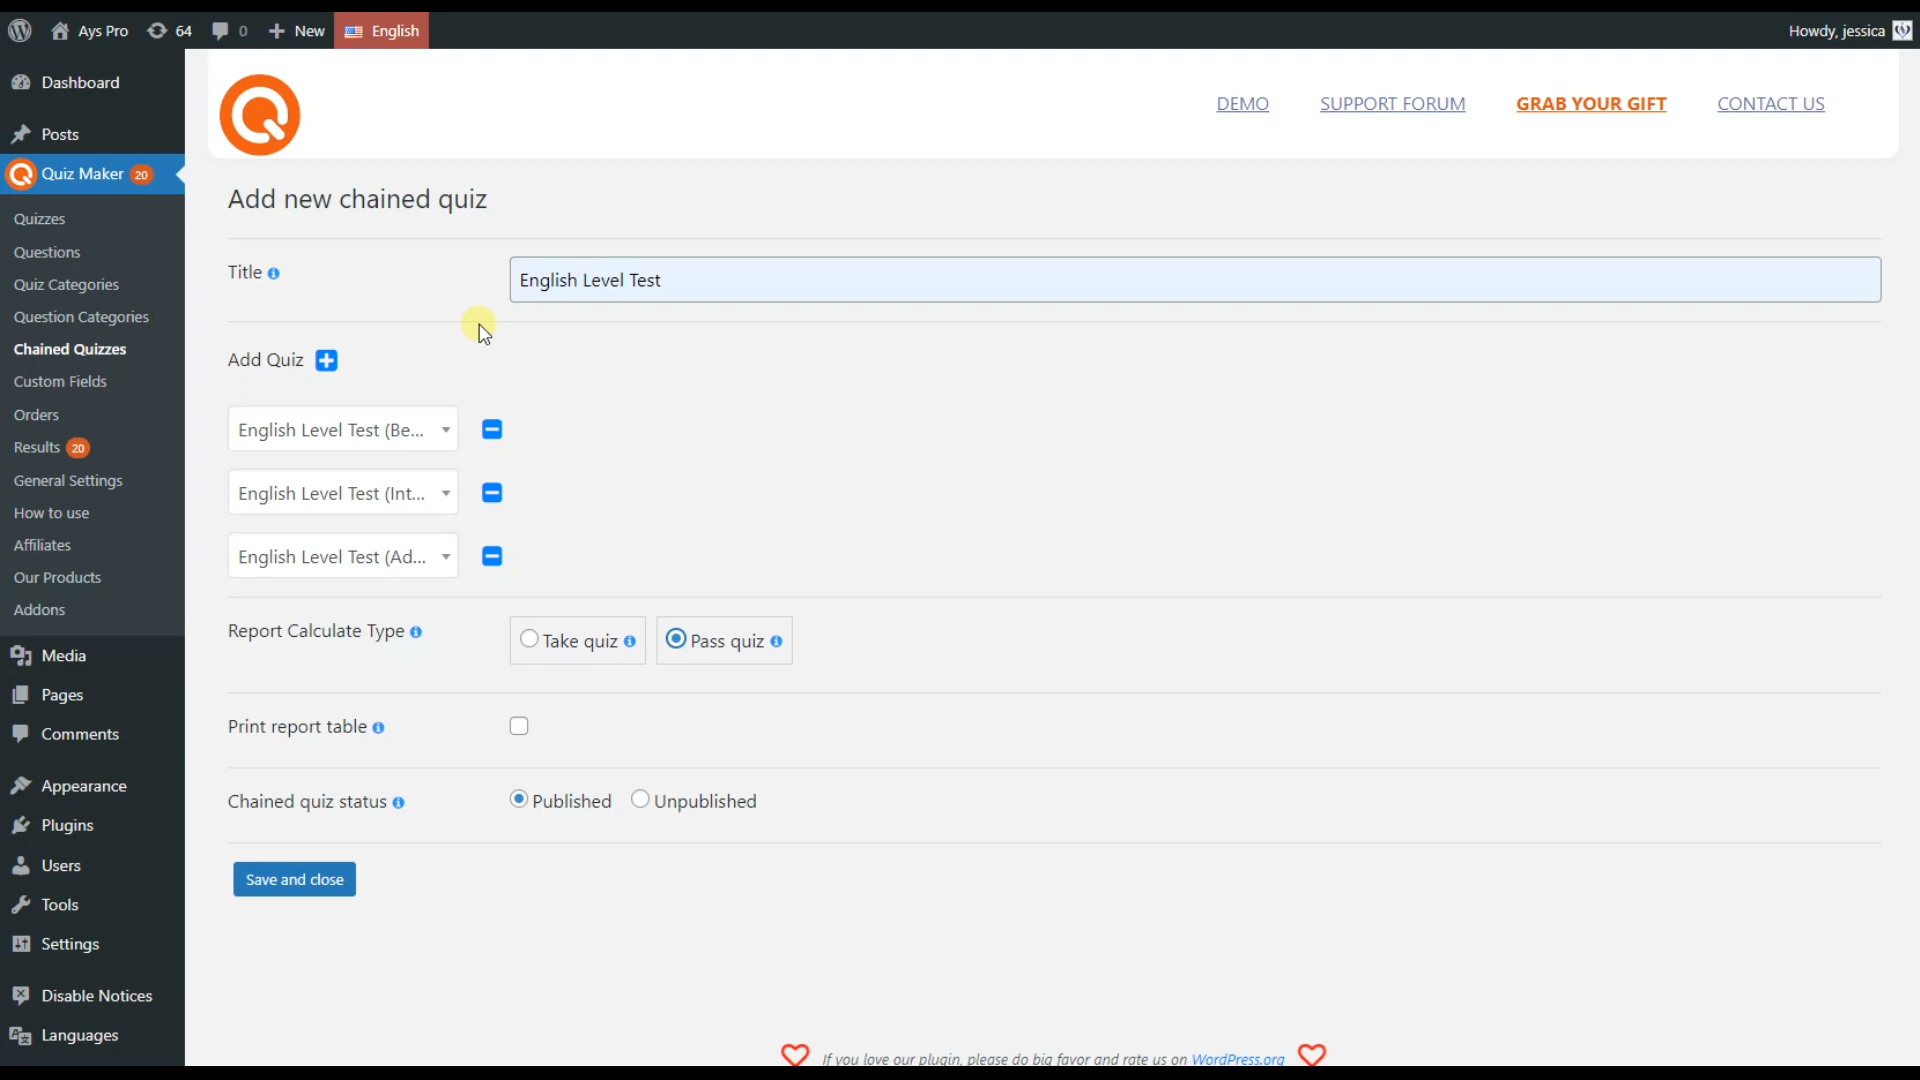 Ays Pro 64 0 New English Howdy, jessica
Dashboard
Posts
Quiz Maker 20
Quizzes
Questions
Quiz Categories
Question Categories
Chained Quizzes
Custom Fields
Orders
Results 20
General Settings
How to use
Affiliates
Our Products
Addons
Media
Pages
Comments
Appearance
Plugins
Users
Tools
Settings
Disable Notices
Languages
DEMO SUPPORT FORUM GRAB YOUR GIFT CONTACT US
Add new chained quiz
Title English Level Test
Add Quiz
English Level Test (Be...
English Level Test (Int...
English Level Test (Ad...
Report Calculate Type Take quiz Pass quiz
Print report table
Chained quiz status Published Unpublished
Save and close
If you love our plugin, please do big favor and rate us on WordPress.org